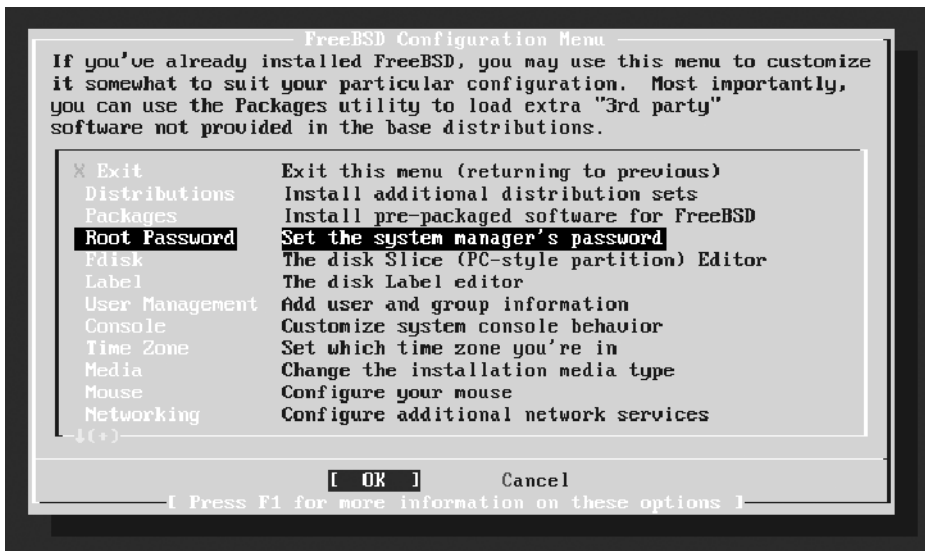 FreeBSD Configuration Menu
If you've already installed FreeBSD, you may use this menu to customize
it somewhat to suit your particular configuration.  Most importantly,
you can use the Packages utility to load extra "3rd party"
software not provided in the base distributions.
X Exit Exit this menu (returning to previous)
Distributions Install additional distribution sets
Packages Install pre-packaged software for FreeBSD
Root Password Set the system manager's password
Fdisk The disk Slice (PC-style partition) Editor
Label The disk Label editor
User Management Add user and group information
Console Customize system console behavior
Time Zone Set which time zone you're in
Media Change the installation media type
Mouse Configure your mouse
Networking Configure additional network services
↓(+)
[ OK ] Cancel
[ Press F1 for more information on these options ]